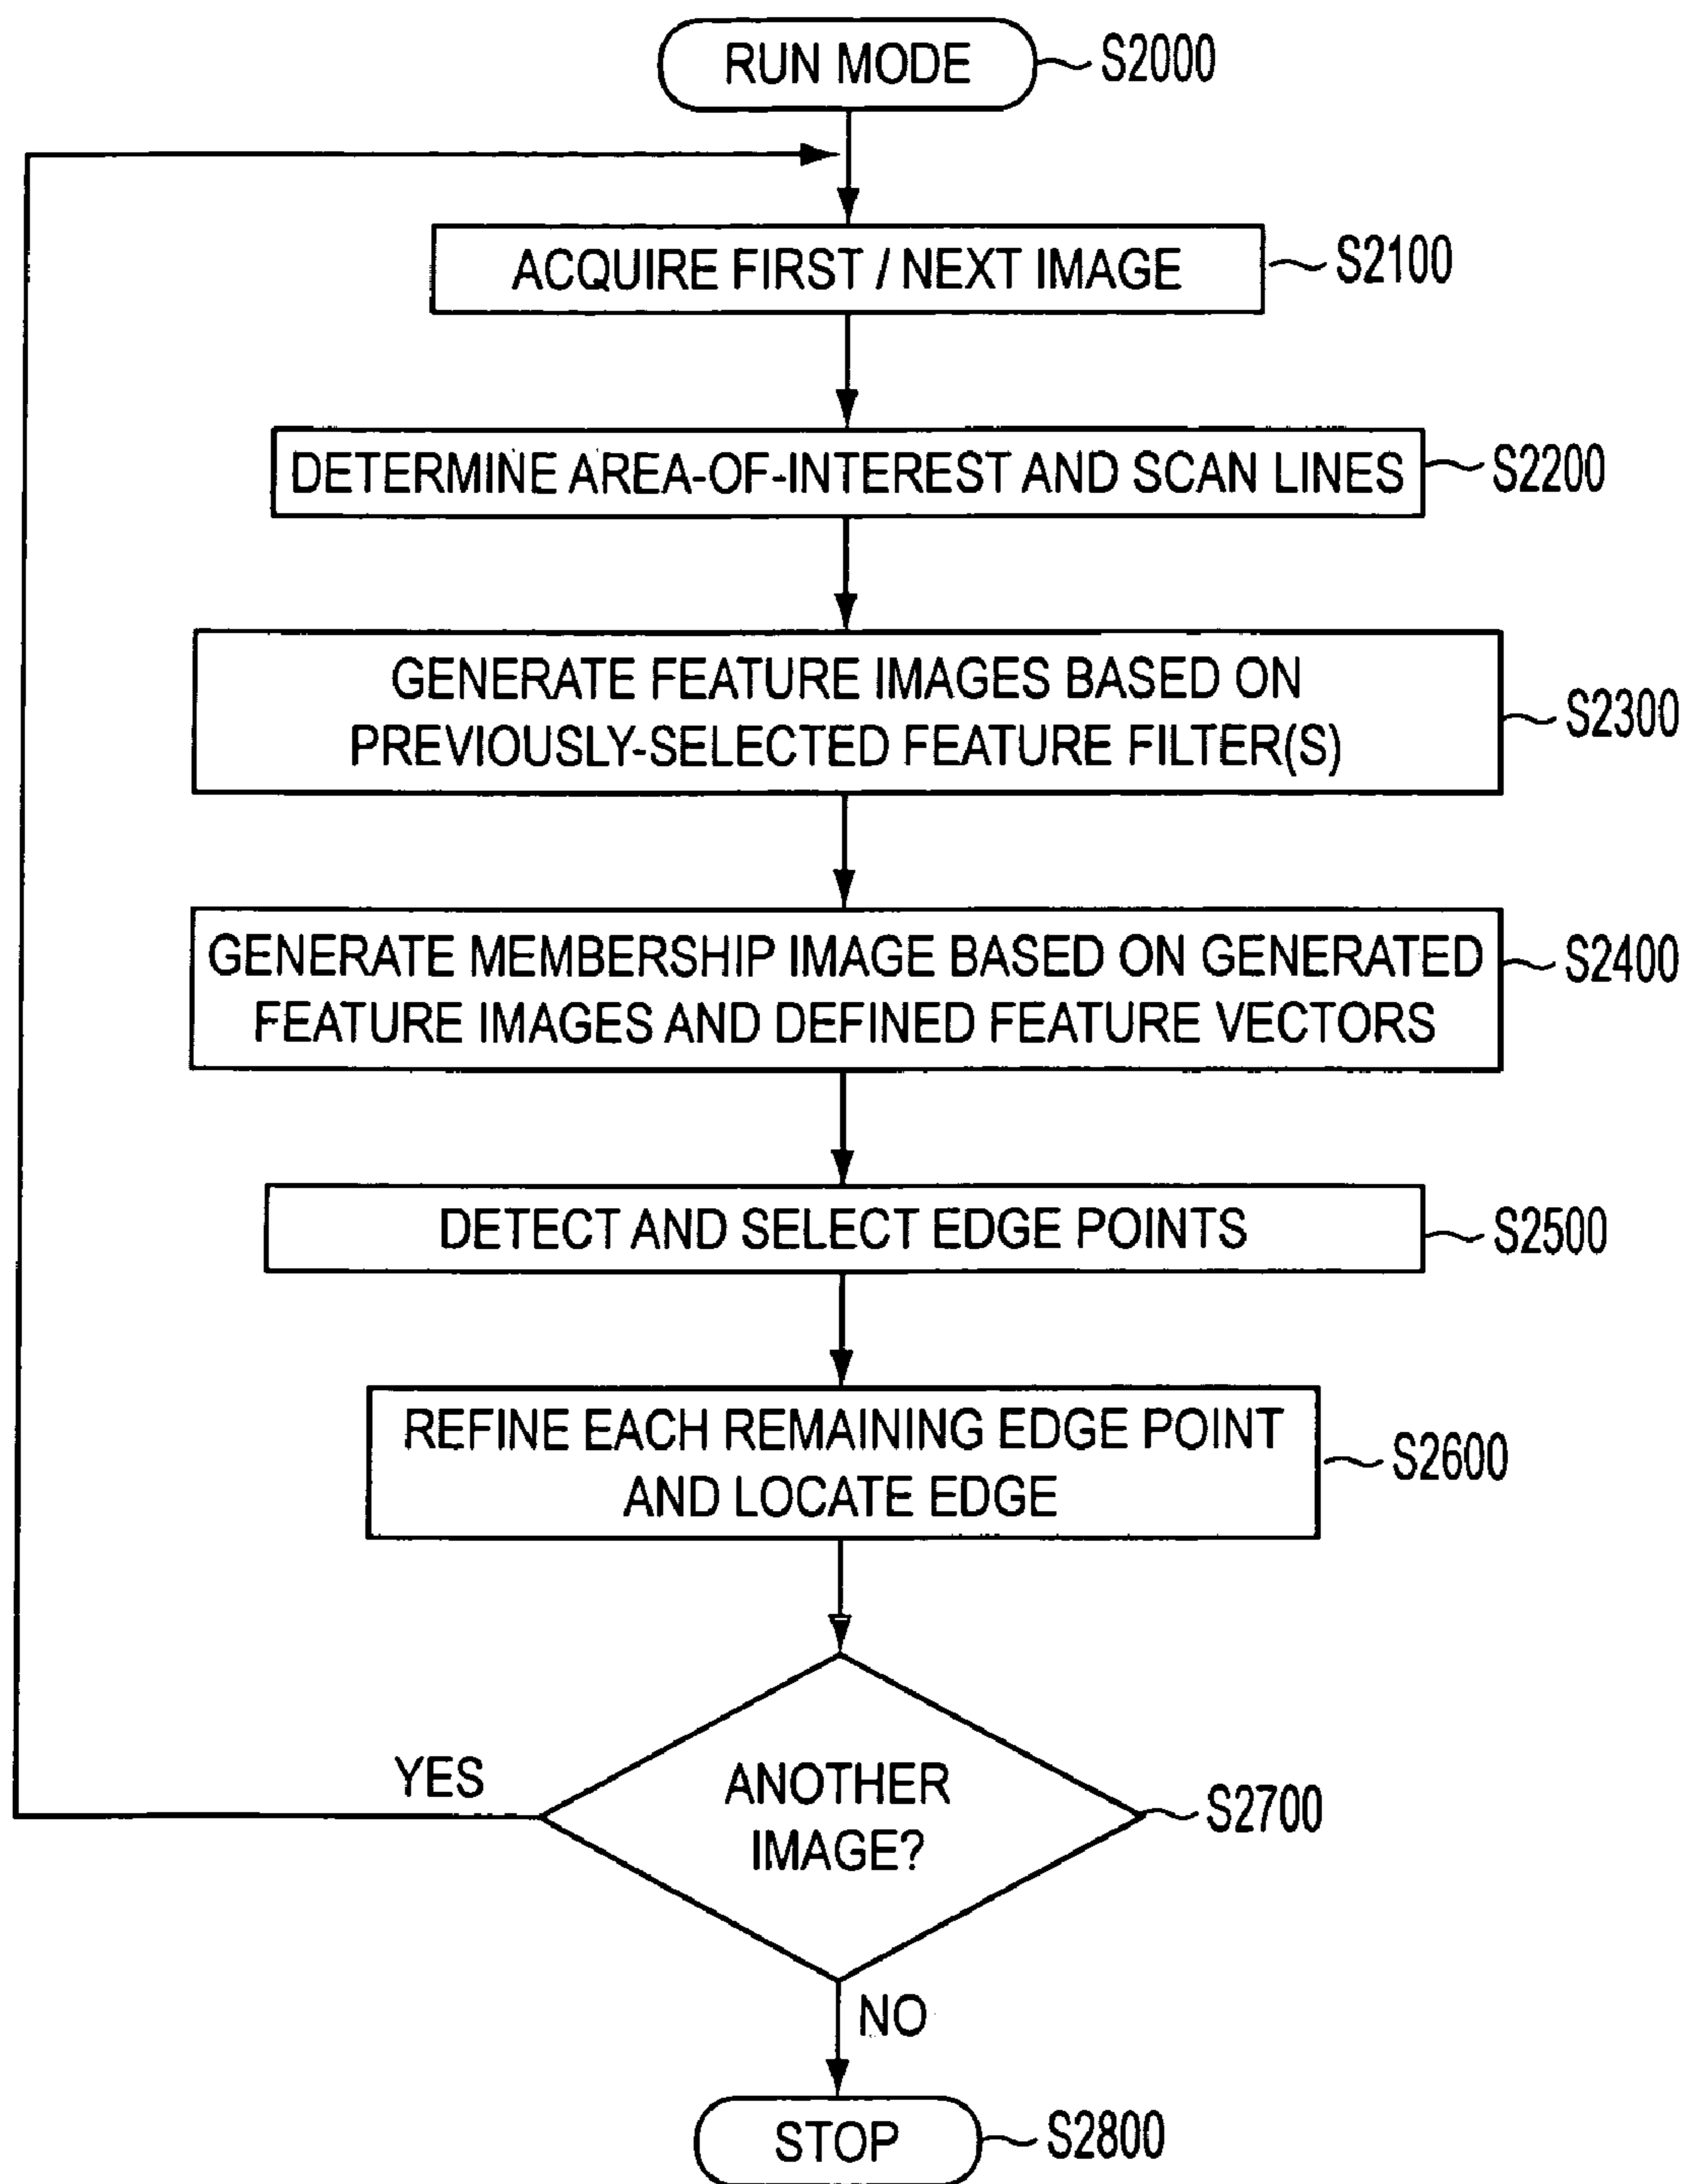 RUN MODE
S2000
ACQUIRE FIRST / NEXT IMAGE
S2100
DETERMINE AREA-OF-INTEREST AND SCAN LINES
S2200
GENERATE FEATURE IMAGES BASED ON
PREVIOUSLY-SELECTED FEATURE FILTER(S)
S2300
GENERATE MEMBERSHIP IMAGE BASED ON GENERATED
FEATURE IMAGES AND DEFINED FEATURE VECTORS
S2400
DETECT AND SELECT EDGE POINTS
S2500
REFINE EACH REMAINING EDGE POINT
AND LOCATE EDGE
S2600
YES
ANOTHER
IMAGE?
S2700
NO
STOP
S2800